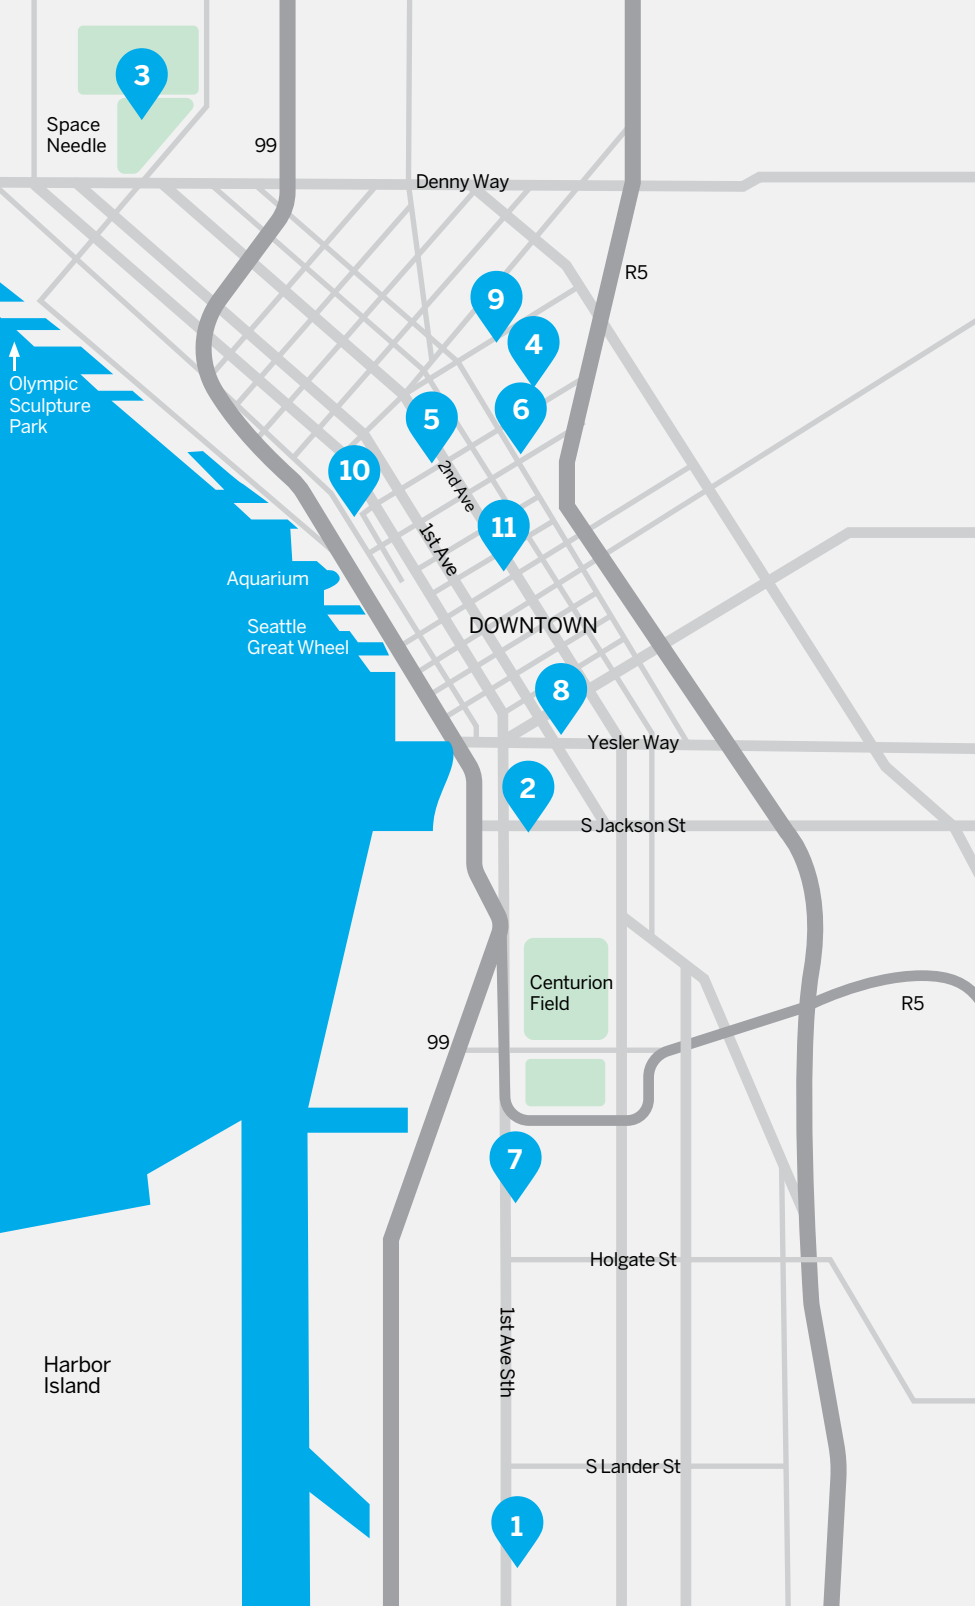 3
Space
Needle
99
Denny Way
R5
9
4
Olympic
Sculpture
Park
6
5
10
2nd Ave
11
1st Ave
Aquarium
Seattle
Great Wheel
DOWNTOWN
8
Yesler Way
2
S Jackson St
Centurion
Field
R5
99
7
Holgate St
1st Ave Sth
Harbor
Island
S Lander St
1